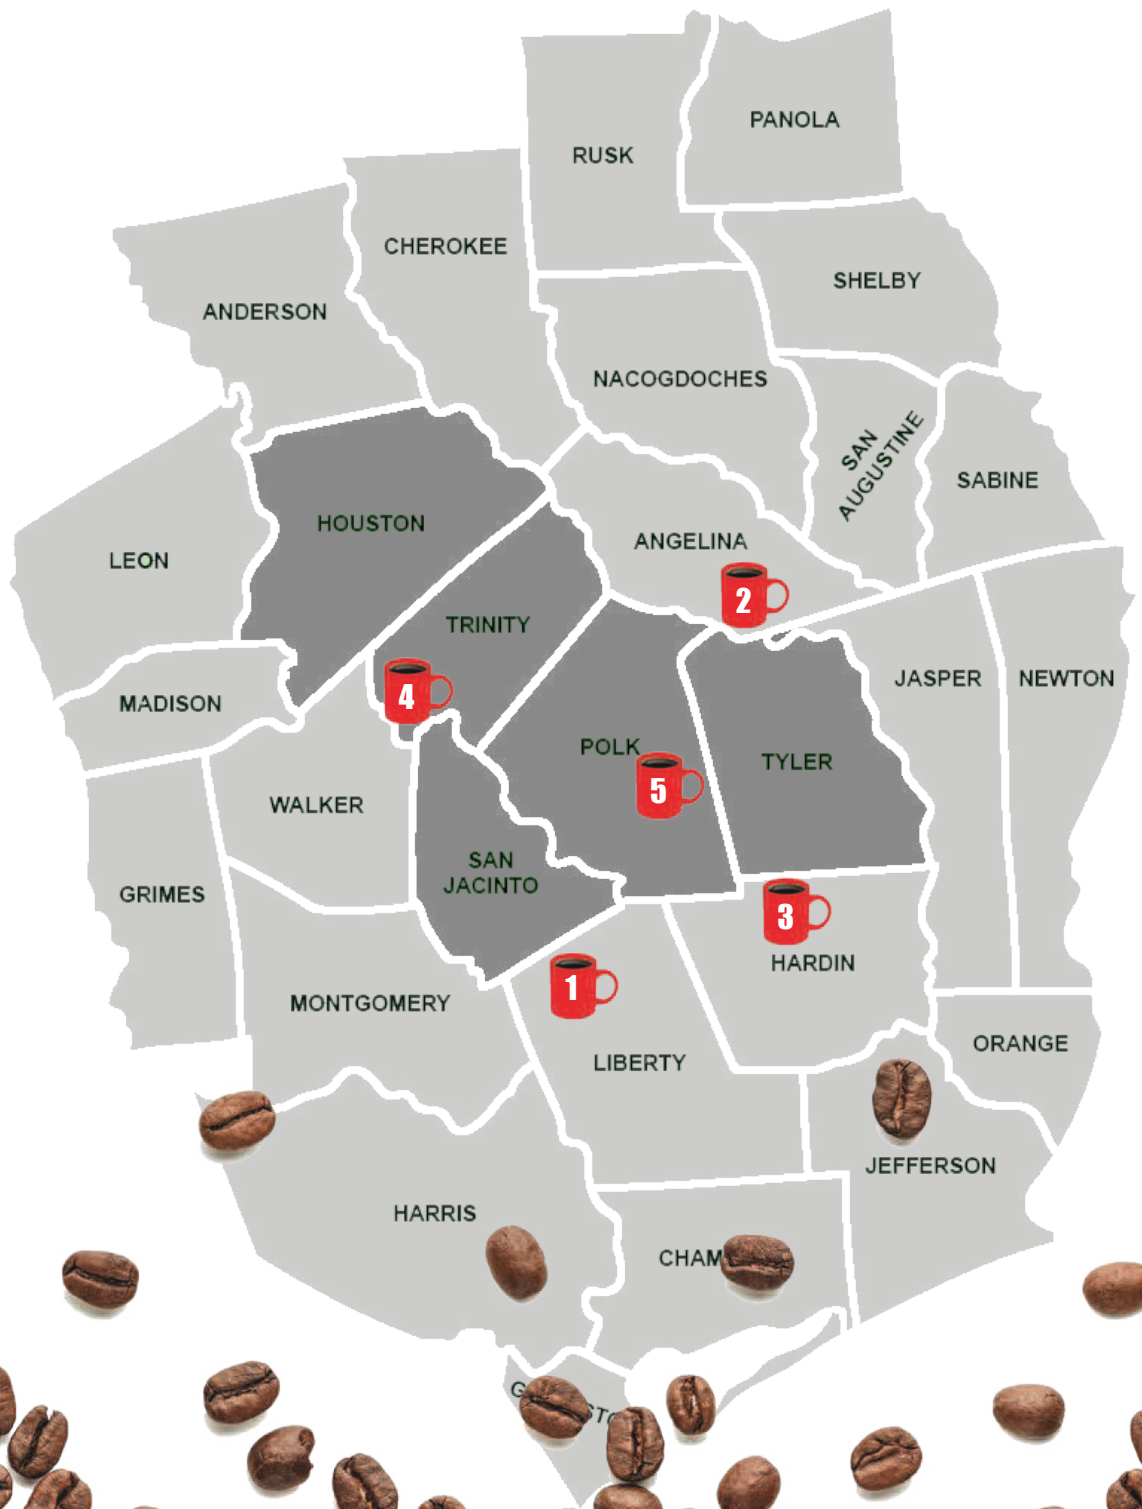 PANOLA
RUSK
CHEROKEE
SHELBY
ANDERSON
NACOGDOCHES
SAN
AUGUSTINE
SABINE
HOUSTON
ANGELINA
LEON
2
TRINITY
JASPER
NEWTON
4
MADISON
POLK
TYLER
5
WALKER
SAN
JACINTO
GRIMES
3
HARDIN
1
MONTGOMERY
ORANGE
LIBERTY
JEFFERSON
HARRIS